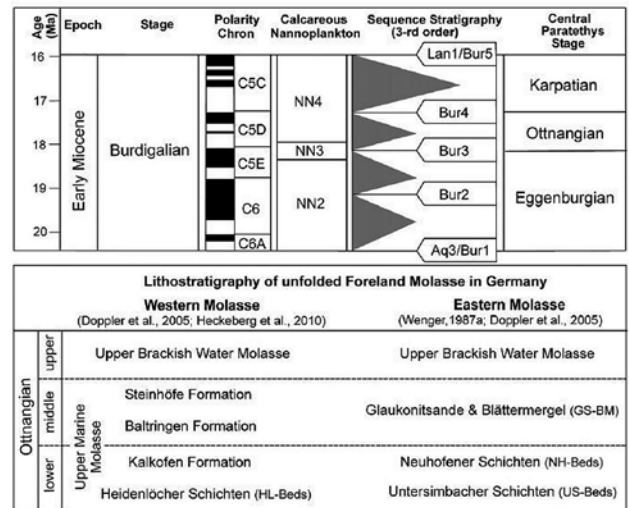 Age (Ma)
Epoch
Stage
Polarity Chron
Calcareous Nannoplankton
Sequence Stratigraphy (3-rd order)
Central Paratethys Stage
16
17
18
19
20
Early Miocene
Burdigalian
C5C
C5D
C5E
C6
C6A
NN4
NN3
NN2
Lan1/Bur5
Bur4
Bur3
Bur2
Aq3/Bur1
Karpatian
Ottnangian
Eggenburgian
Lithostratigraphy of unfolded Foreland Molasse in Germany
Western Molasse
(Doppler et al., 2005; Heckeberg et al., 2010)
Eastern Molasse
(Wenger,1987a; Doppler et al., 2005)
Ottnangian
upper
Upper Brackish Water Molasse
Upper Brackish Water Molasse
middle
Upper Marine
Molasse
Steinhöfe Formation
Baltringen Formation
Glaukonitsande & Blättermergel (GS-BM)
lower
Kalkofen Formation
Neuhofener Schichten (NH-Beds)
Heidenlöcher Schichten (HL-Beds)
Untersimbacher Schichten (US-Beds)